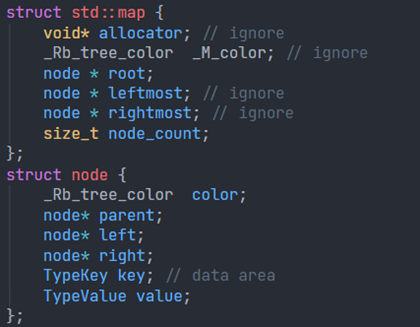 struct std::map {
void* allocator; // ignore
_Rb_tree_color _M_color; // ignore
node * root;
node * leftmost; // ignore
node * rightmost; // ignore
size_t node_count;
};
struct node {
_Rb_tree_color color;
node* parent;
node* left;
node* right;
TypeKey key; // data area
TypeValue value;
};